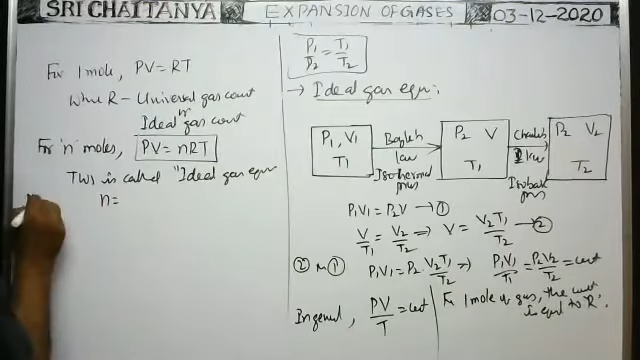 SRI CHAITANYA
EXPANSION OF GASES
03-12-2020
For 1 mole, PV = RT
Where R - Universal gas const
(or)
Ideal gas const
For 'n' moles, PV = nRT
This is called "Ideal gas eqn
n =
P₁/P₂ = T₁/T₂
→ Ideal gas eqn:
P₁, V₁
T₁
Boyle's
law
Isothermal
pros
P₂ V
T₁
Charles
law
Isobar
pros
P₂ V₂
T₂
P₁V₁ = P₂V → ①
V/T₁ = V₂/T₂ ⇒ V = V₂T₁/T₂ → ②
② in ① P₁V₁ = P₂ · V₂T₁/T₂ ⇒ P₁V₁/T₁ = P₂V₂/T₂ = const
In general, PV/T = const
For 1 mole of gas, the const
is equal to 'R'.